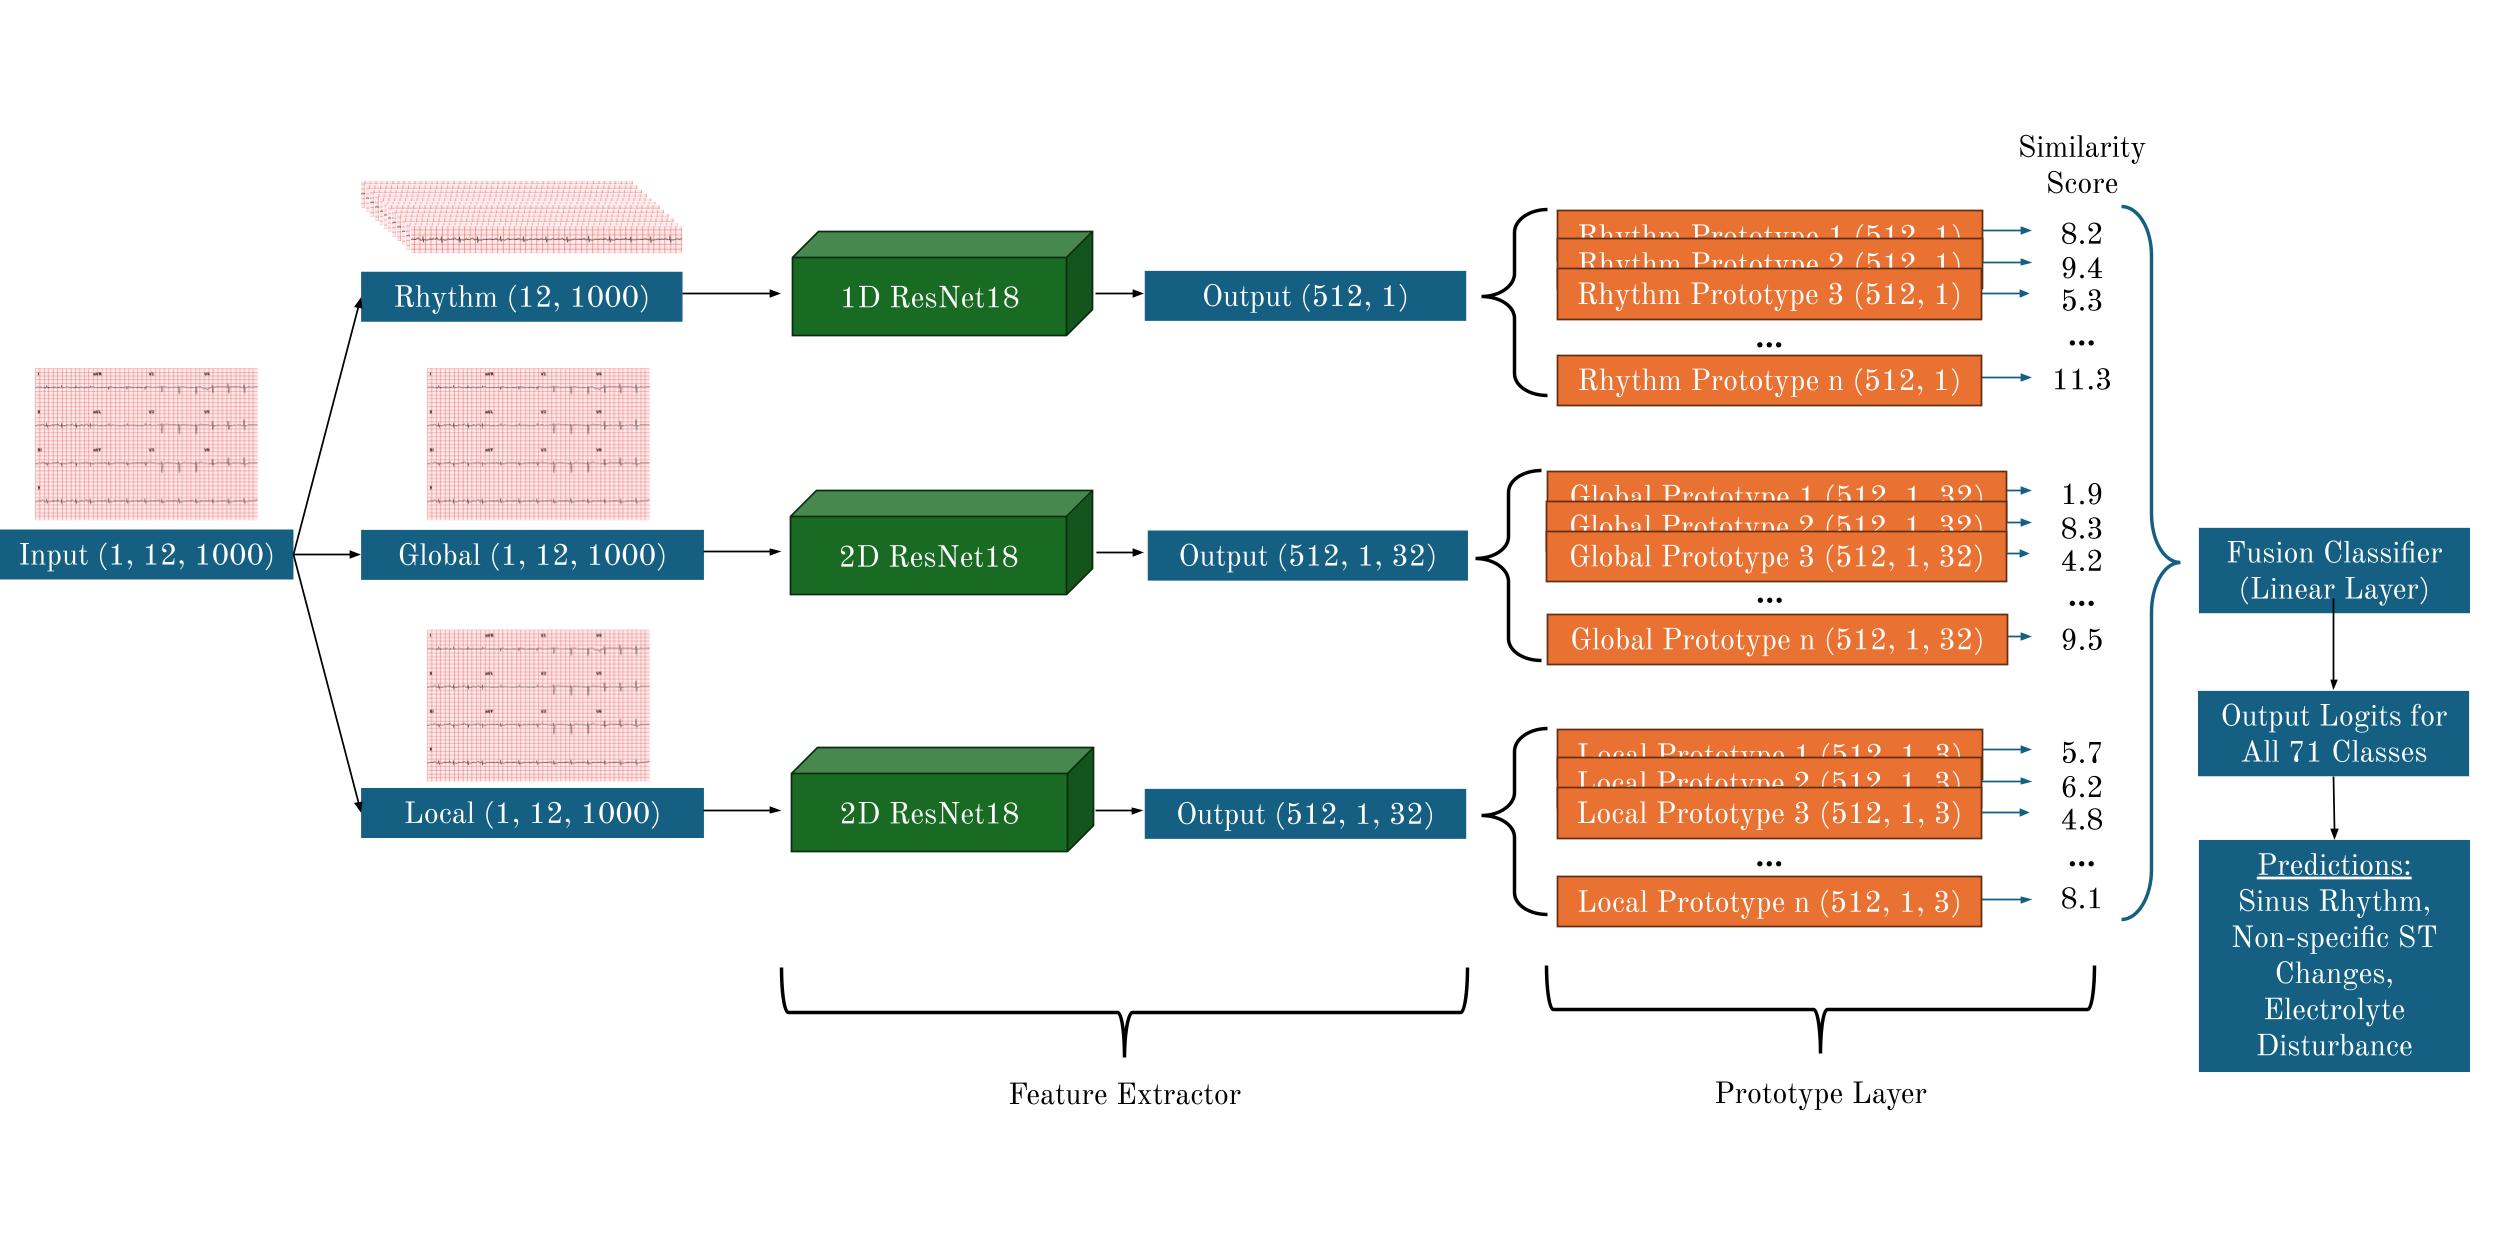 Similarity
Score
Rhythm (12, 1000)
1D ResNet18
Output (512, 1)
Rhythm Prototype 1 (512, 1)
8.2
Rhythm Prototype 2 (512, 1)
9.4
Rhythm Prototype 3 (512, 1)
5.3
...
...
Rhythm Prototype n (512, 1)
11.3
Input (1, 12, 1000)
Global (1, 12, 1000)
2D ResNet18
Output (512, 1, 32)
Global Prototype 1 (512, 1, 32)
1.9
Global Prototype 2 (512, 1, 32)
8.3
Global Prototype 3 (512, 1, 32)
4.2
...
...
Global Prototype n (512, 1, 32)
9.5
Local (1, 12, 1000)
2D ResNet18
Output (512, 1, 32)
Local Prototype 1 (512, 1, 3)
5.7
Local Prototype 2 (512, 1, 3)
6.2
Local Prototype 3 (512, 1, 3)
4.8
...
...
Local Prototype n (512, 1, 3)
8.1
Fusion Classifier
(Linear Layer)
Output Logits for
All 71 Classes
Predictions:
Sinus Rhythm,
Non-specific ST
Changes,
Electrolyte
Disturbance
Feature Extractor
Prototype Layer